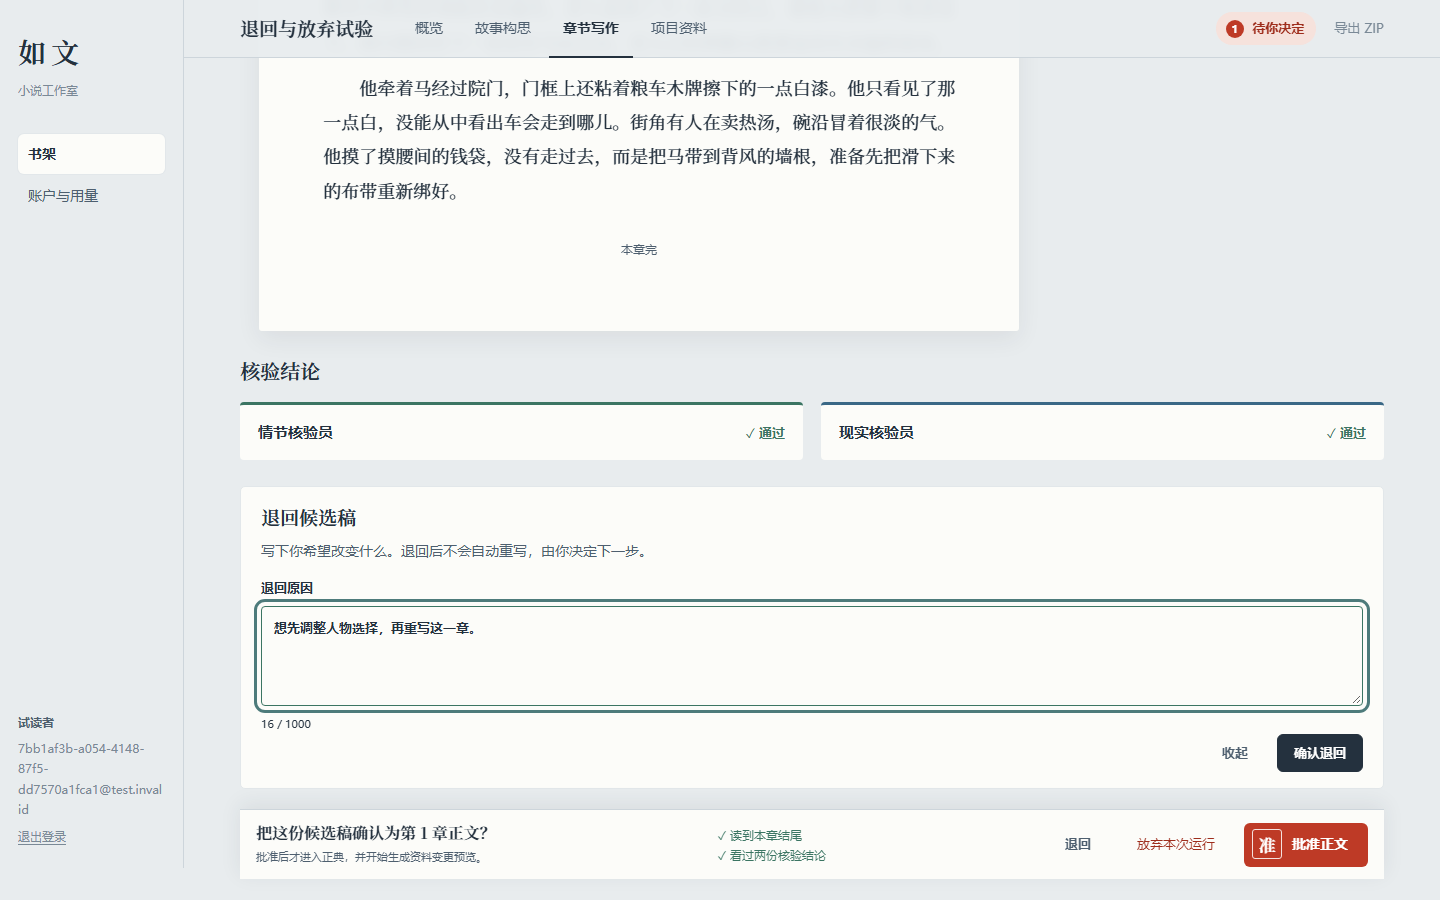 如文
小说工作室
书架
账户与用量
试读者
7bb1af3b-a054-4148-
87f5-
dd7570a1fca1@test.inval
id
退出登录
退回与放弃试验
概览
故事构思
章节写作
项目资料
1 待你决定
导出 ZIP
他牵着马经过院门，门框上还粘着粮车木牌擦下的一点白漆。他只看见了那
一点白，没能从中看出车会走到哪儿。街角有人在卖热汤，碗沿冒着很淡的气。
他摸了摸腰间的钱袋，没有走过去，而是把马带到背风的墙根，准备先把滑下来
的布带重新绑好。
本章完
核验结论
情节核验员
✓ 通过
现实核验员
✓ 通过
退回候选稿
写下你希望改变什么。退回后不会自动重写，由你决定下一步。
退回原因
想先调整人物选择，再重写这一章。
16 / 1000
收起
确认退回
把这份候选稿确认为第 1 章正文？
批准后才进入正典，并开始生成资料变更预览。
✓ 读到本章结尾
✓ 看过两份核验结论
退回
放弃本次运行
准 批准正文